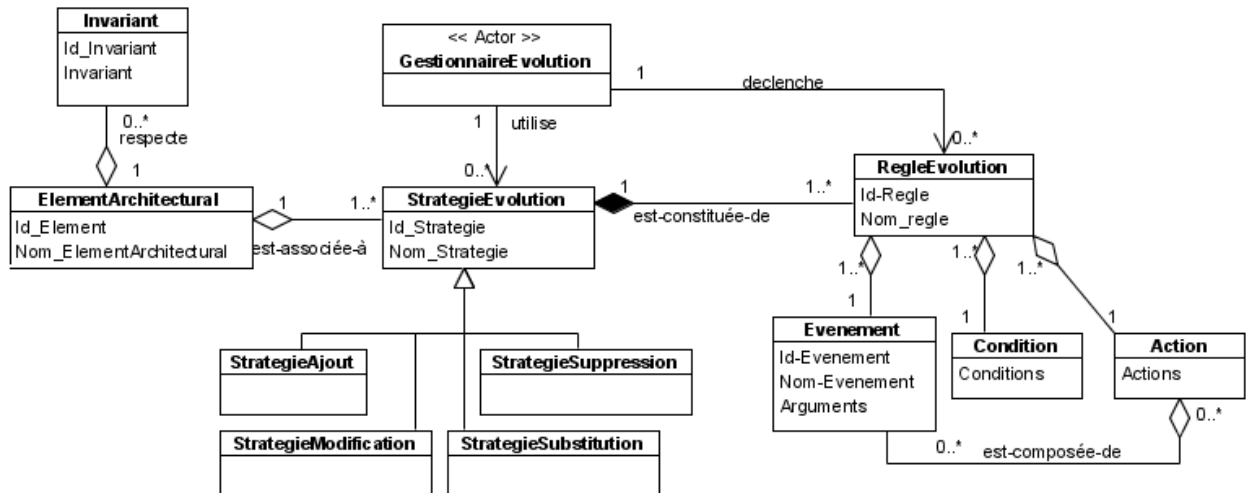 Invariant
Id_Invariant
Invariant
0..*
respecte
1
<< Actor >>
GestionnaireEvolution
1
declenche
0..*
1
utilise
0..*
ElementArchitectural
Id_Element
Nom_ElementArchitectural
1
1..*
est-associée-à
StrategieEvolution
Id_Strategie
Nom_Strategie
1
1..*
est-constituée-de
RegleEvolution
Id-Regle
Nom_regle
1..*
1..*
1..*
1
1
1
StrategieAjout
StrategieSuppression
StrategieModification
StrategieSubstitution
Evenement
Id-Evenement
Nom-Evenement
Arguments
Condition
Conditions
Action
Actions
0..*
0..*
est-composée-de